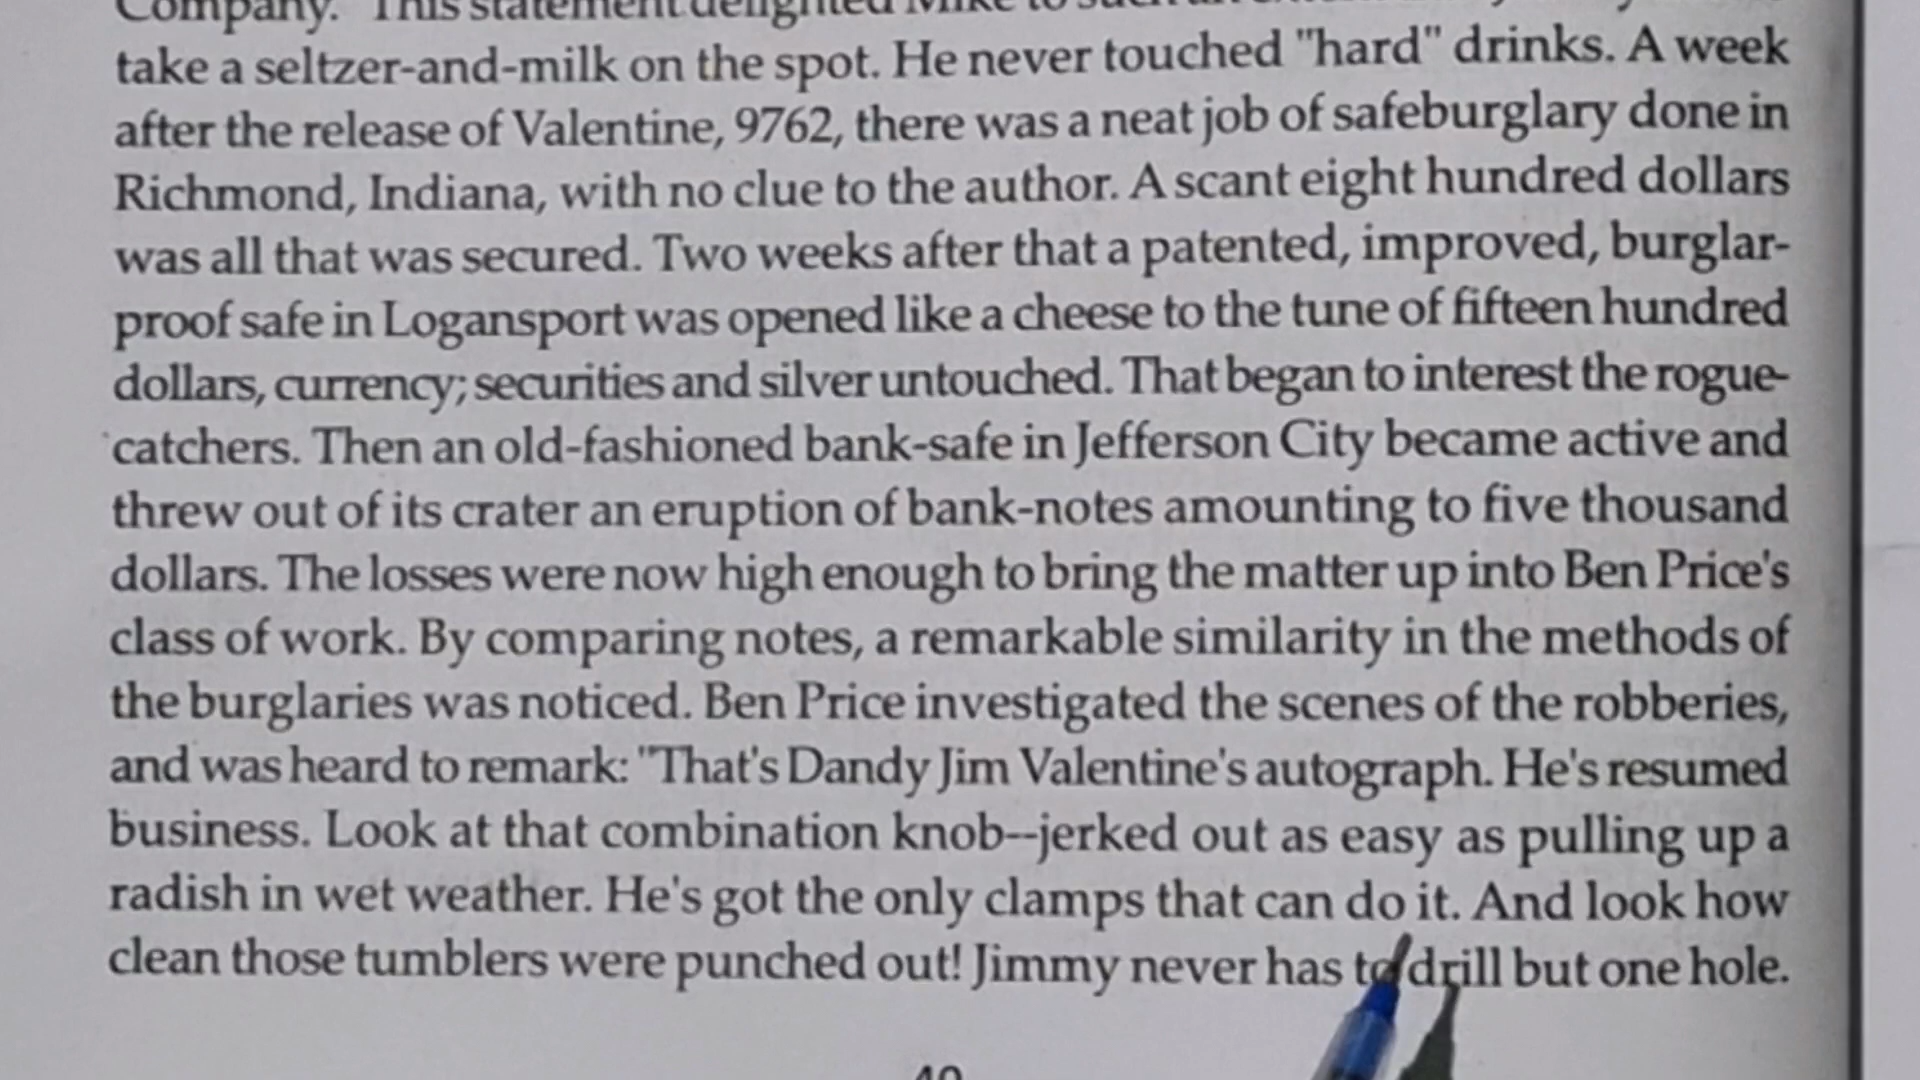 Company." This statement delighted Mike to such an
take a seltzer-and-milk on the spot. He never touched "hard" drinks. A week
after the release of Valentine, 9762, there was a neat job of safeburglary done in
Richmond, Indiana, with no clue to the author. A scant eight hundred dollars
was all that was secured. Two weeks after that a patented, improved, burglar-
proof safe in Logansport was opened like a cheese to the tune of fifteen hundred
dollars, currency; securities and silver untouched. That began to interest the rogue-
catchers. Then an old-fashioned bank-safe in Jefferson City became active and
threw out of its crater an eruption of bank-notes amounting to five thousand
dollars. The losses were now high enough to bring the matter up into Ben Price's
class of work. By comparing notes, a remarkable similarity in the methods of
the burglaries was noticed. Ben Price investigated the scenes of the robberies,
and was heard to remark: "That's Dandy Jim Valentine's autograph. He's resumed
business. Look at that combination knob--jerked out as easy as pulling up a
radish in wet weather. He's got the only clamps that can do it. And look how
clean those tumblers were punched out! Jimmy never has to drill but one hole.